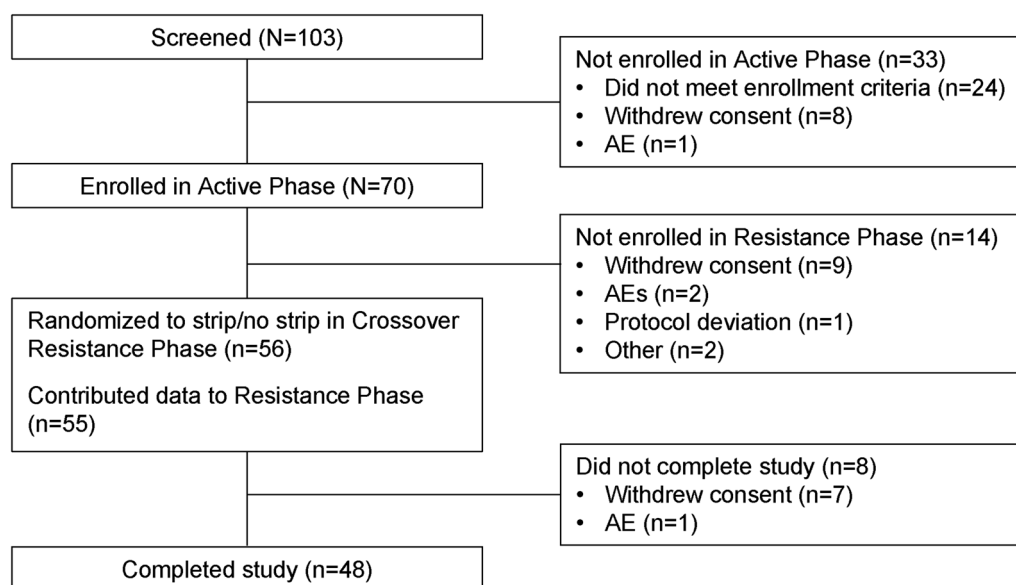 Screened (N=103)
Not enrolled in Active Phase (n=33)
• Did not meet enrollment criteria (n=24)
• Withdrew consent (n=8)
• AE (n=1)
Enrolled in Active Phase (N=70)
Not enrolled in Resistance Phase (n=14)
• Withdrew consent (n=9)
• AEs (n=2)
• Protocol deviation (n=1)
• Other (n=2)
Randomized to strip/no strip in Crossover
Resistance Phase (n=56)
Contributed data to Resistance Phase
(n=55)
Did not complete study (n=8)
• Withdrew consent (n=7)
• AE (n=1)
Completed study (n=48)